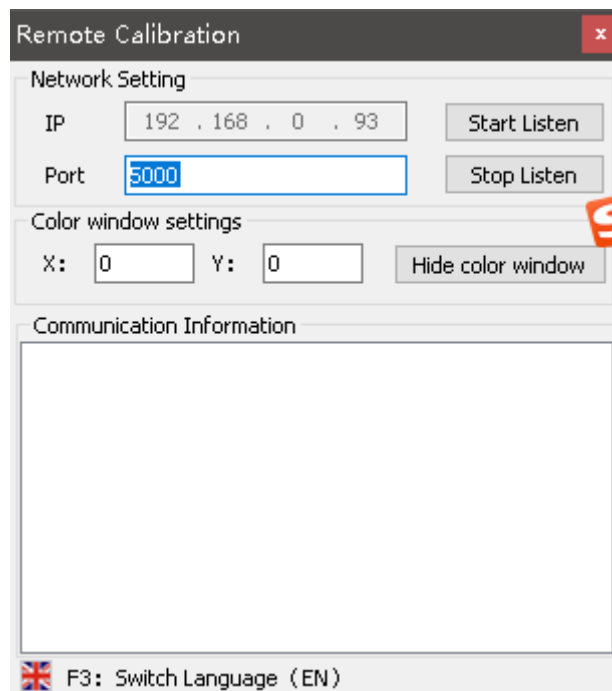 Remote Calibration x
Network Setting
IP 192 . 168 . 0 . 93 Start Listen
Port 5000 Stop Listen
Color window settings
X: 0 Y: 0 Hide color window
Communication Information
F3: Switch Language (EN)